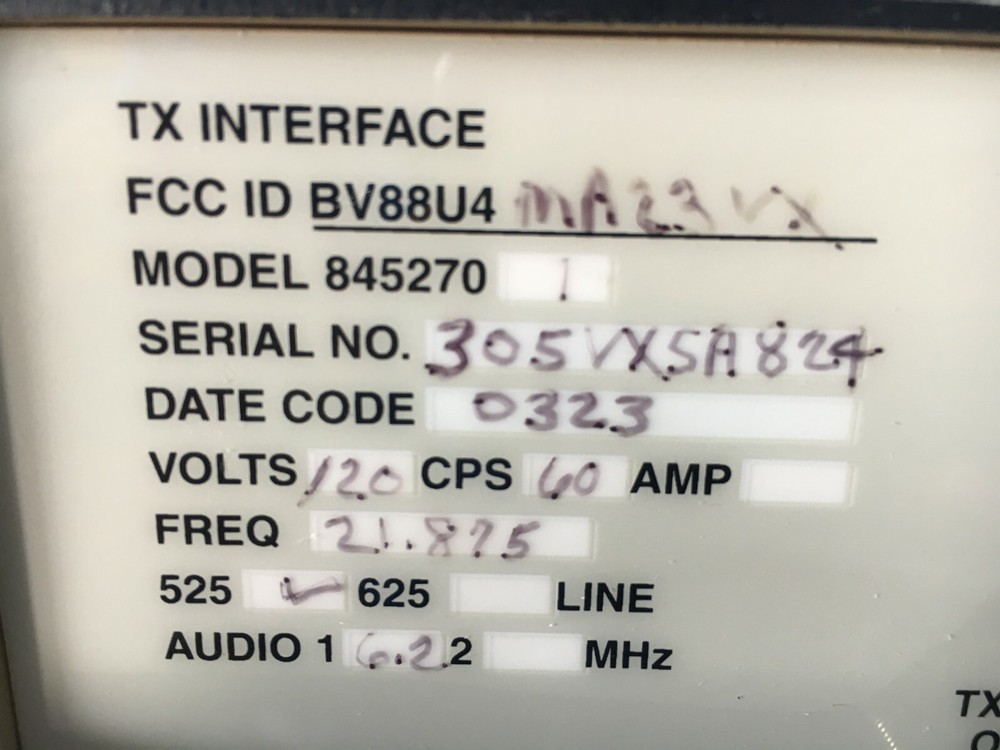 TX INTERFACE
FCC ID BV88U4 MA23VX
MODEL 845270 1
SERIAL NO. 305VX5A824
DATE CODE 0323
VOLTS 120 CPS 60 AMP
FREQ 21.875
525 ✓ 625 LINE
AUDIO 1 6.2 2 MHz
TX